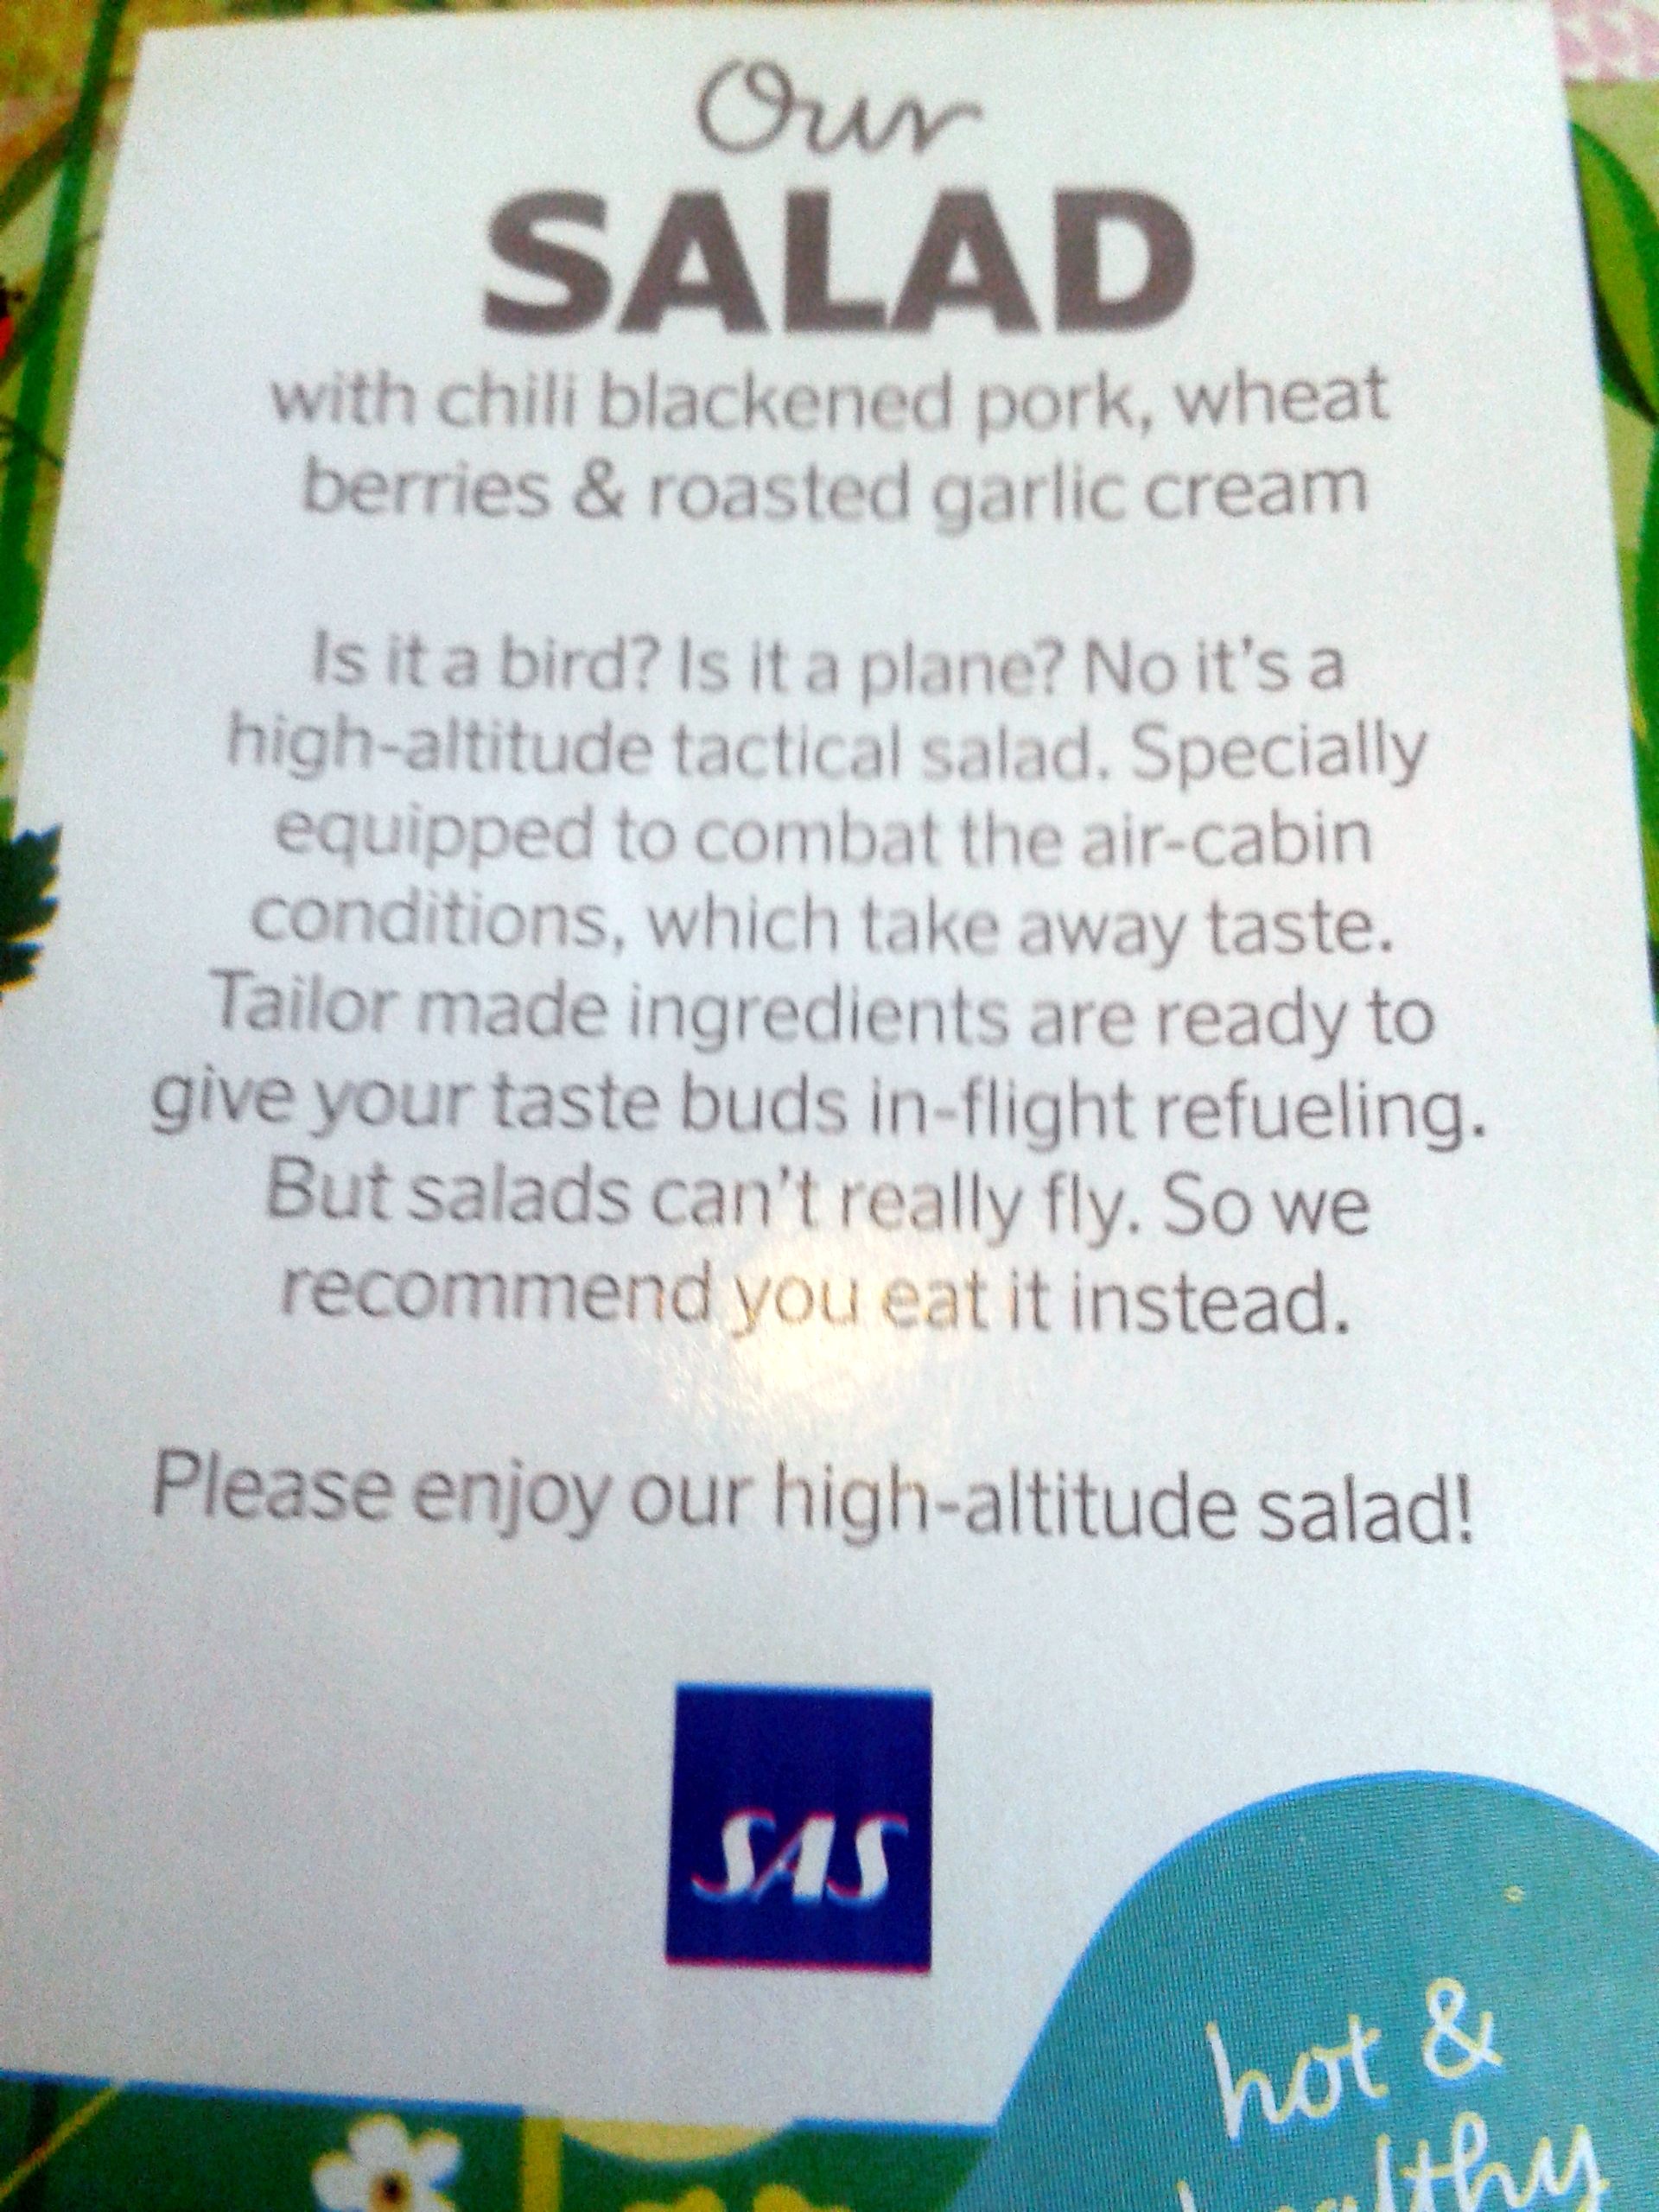 Our
SALAD
with chili blackened pork, wheat
berries & roasted garlic cream
Is it a bird? Is it a plane? No it's a
high-altitude tactical salad. Specially
equipped to combat the air-cabin
conditions, which take away taste.
Tailor made ingredients are ready to
give your taste buds in-flight refueling.
But salads can't really fly. So we
recommend you eat it instead.
Please enjoy our high-altitude salad!
SAS
hot &